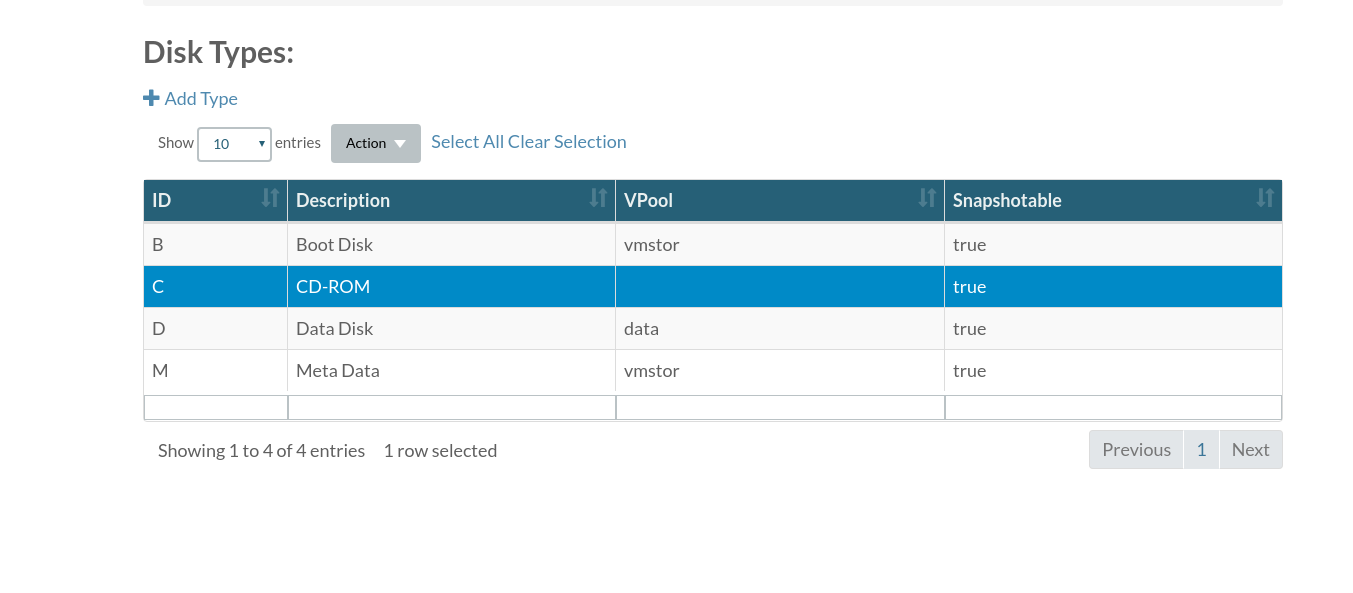 Disk Types:
Add Type
Show 10 entries Action Select All Clear Selection
ID Description VPool Snapshotable
B Boot Disk vmstor true
C CD-ROM true
D Data Disk data true
M Meta Data vmstor true
Showing 1 to 4 of 4 entries 1 row selected Previous 1 Next